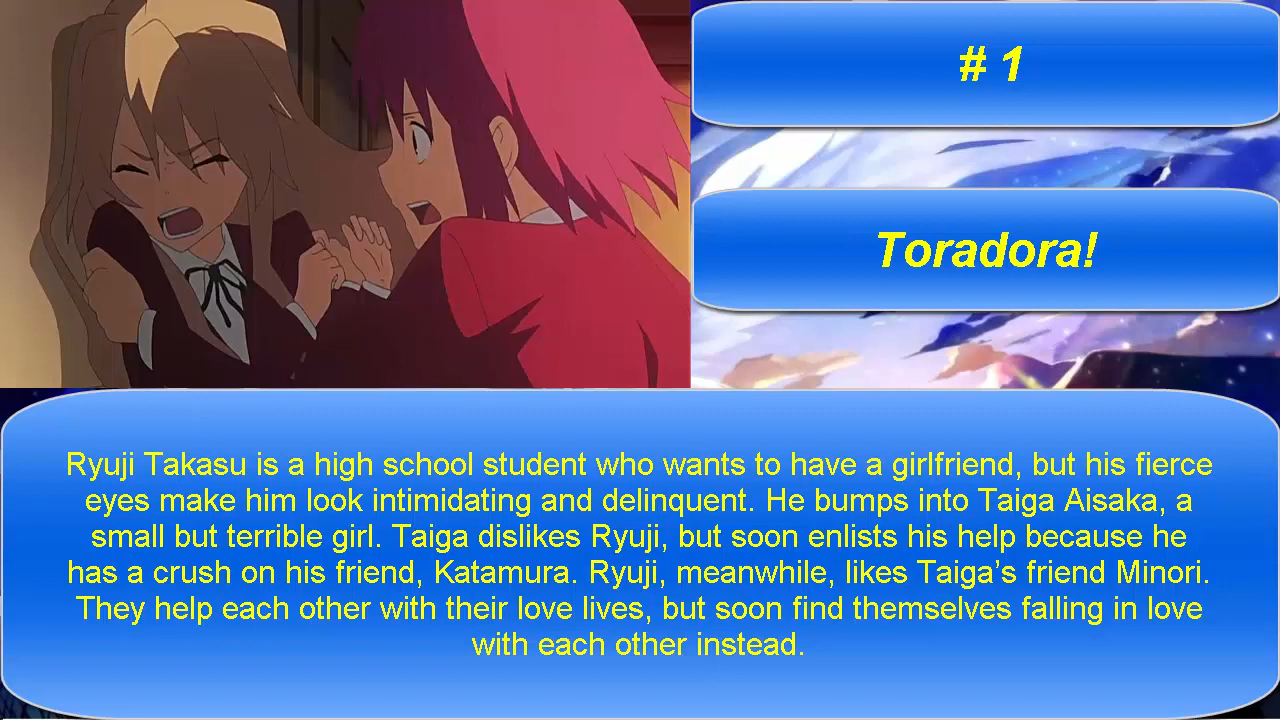 # 1
Toradora!
Ryuji Takasu is a high school student who wants to have a girlfriend, but his fierce
eyes make him look intimidating and delinquent. He bumps into Taiga Aisaka, a
small but terrible girl. Taiga dislikes Ryuji, but soon enlists his help because he
has a crush on his friend, Katamura. Ryuji, meanwhile, likes Taiga’s friend Minori.
They help each other with their love lives, but soon find themselves falling in love
with each other instead.